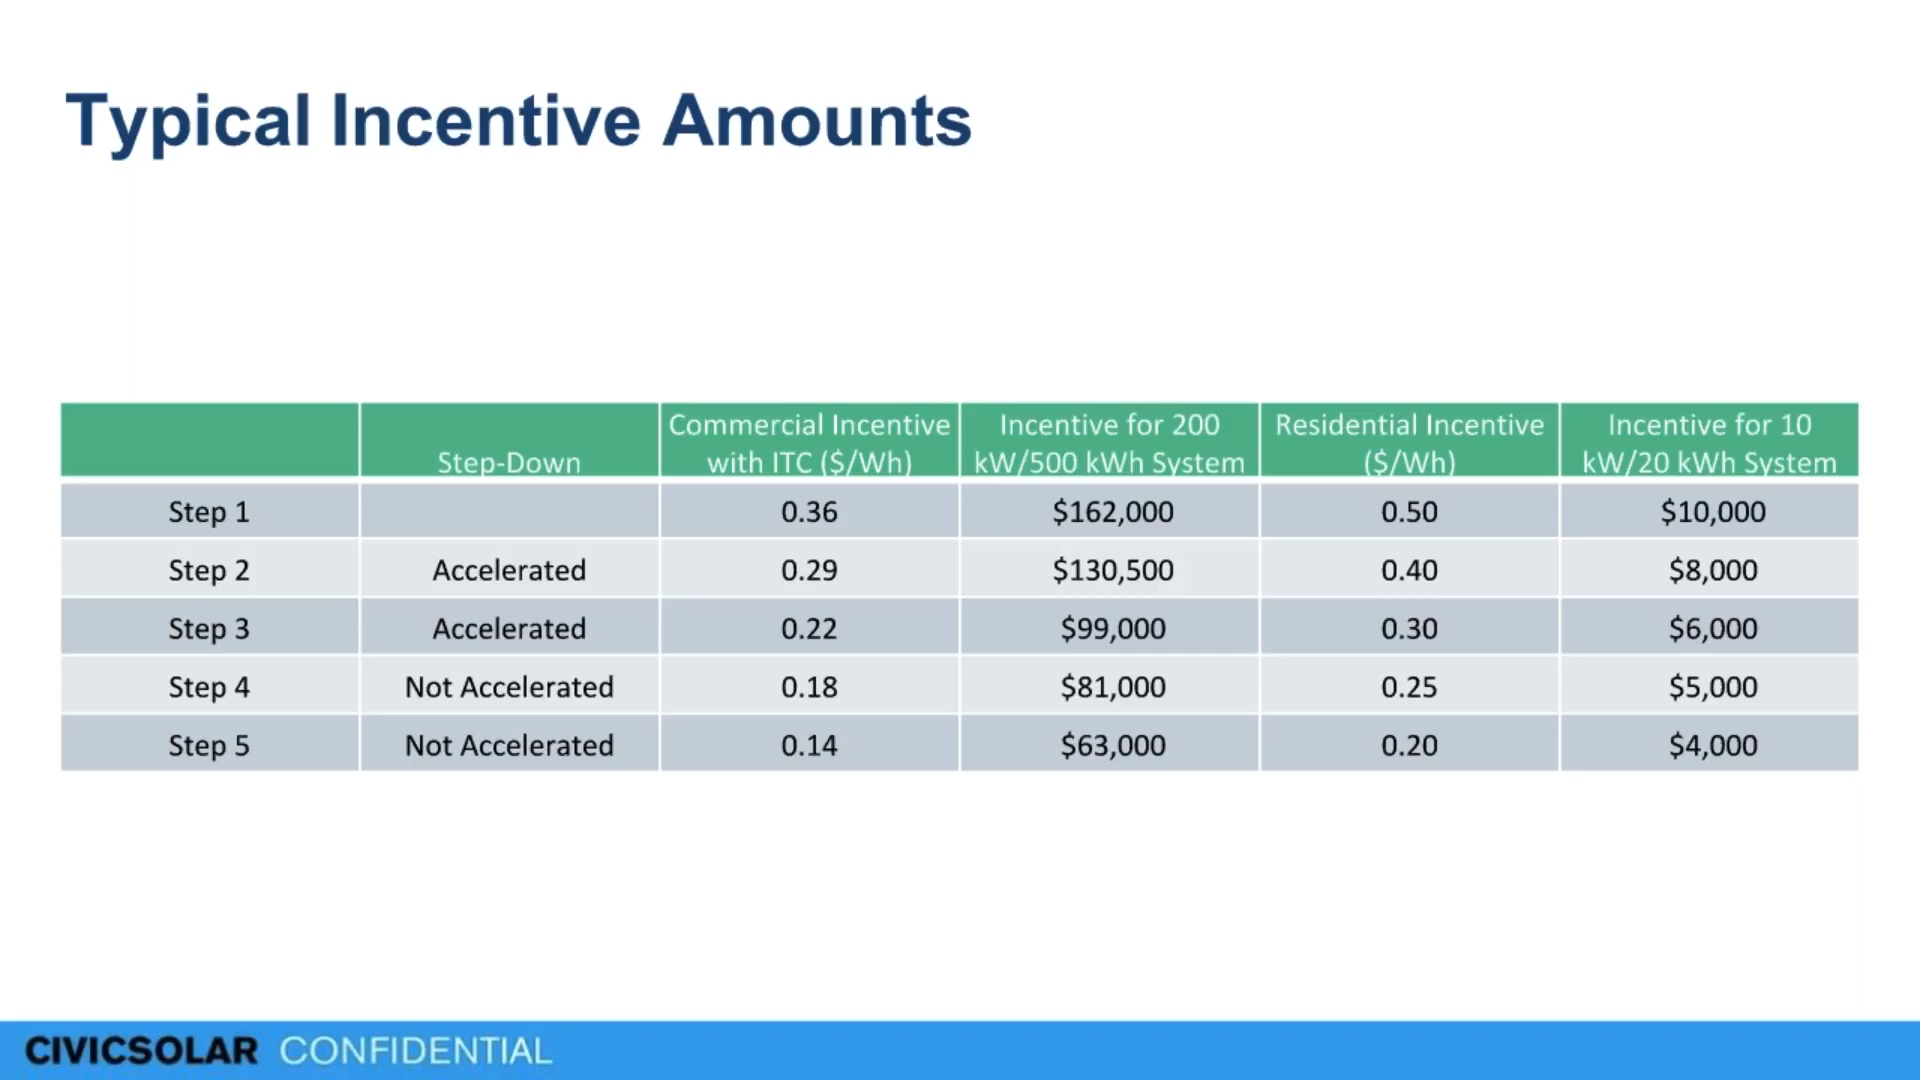 Typical Incentive Amounts
Step-Down
Commercial Incentive
with ITC ($/Wh)
Incentive for 200
kW/500 kWh System
Residential Incentive
($/Wh)
Incentive for 10
kW/20 kWh System
Step 1 0.36 $162,000 0.50 $10,000
Step 2 Accelerated 0.29 $130,500 0.40 $8,000
Step 3 Accelerated 0.22 $99,000 0.30 $6,000
Step 4 Not Accelerated 0.18 $81,000 0.25 $5,000
Step 5 Not Accelerated 0.14 $63,000 0.20 $4,000
CIVICSOLAR CONFIDENTIAL